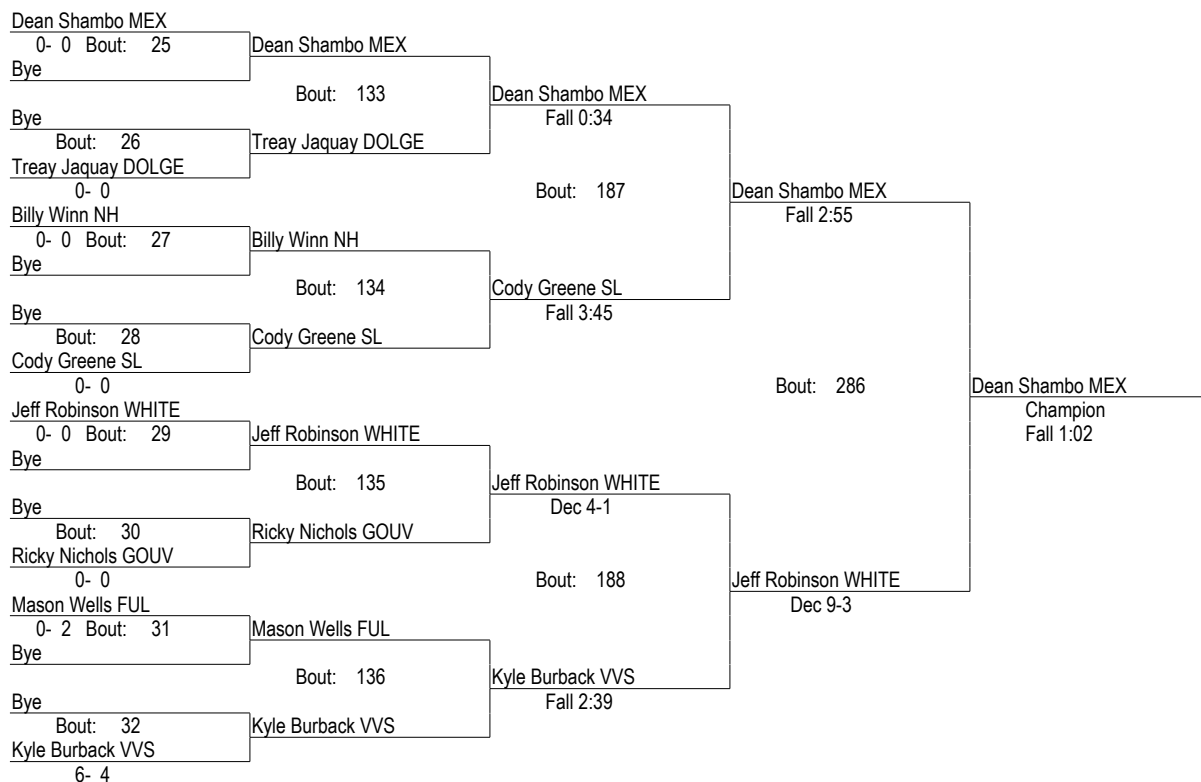 Dean Shambo MEX
0- 0 Bout: 25 Dean Shambo MEX
Bye
Bout: 133 Dean Shambo MEX
Bye Fall 0:34
Bout: 26 Treay Jaquay DOLGE
Treay Jaquay DOLGE
0- 0 Bout: 187 Dean Shambo MEX
Billy Winn NH Fall 2:55
0- 0 Bout: 27 Billy Winn NH
Bye
Bout: 134 Cody Greene SL
Bye Fall 3:45
Bout: 28 Cody Greene SL
Cody Greene SL
0- 0 Bout: 286 Dean Shambo MEX
Jeff Robinson WHITE Champion
0- 0 Bout: 29 Jeff Robinson WHITE Fall 1:02
Bye
Bout: 135 Jeff Robinson WHITE
Bye Dec 4-1
Bout: 30 Ricky Nichols GOUV
Ricky Nichols GOUV
0- 0 Bout: 188 Jeff Robinson WHITE
Mason Wells FUL Dec 9-3
0- 2 Bout: 31 Mason Wells FUL
Bye
Bout: 136 Kyle Burback VVS
Bye Fall 2:39
Bout: 32 Kyle Burback VVS
Kyle Burback VVS
6- 4